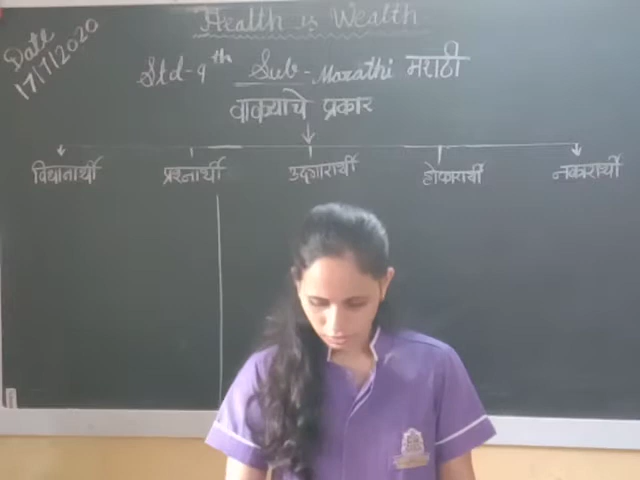 Health is Wealth
Date
17/7/2020
Std-9th Sub-Marathi मराठी
वाक्याचे प्रकार
विधानार्थी प्रश्नार्थी उद्गारार्थी होकारार्थी नकारार्थी